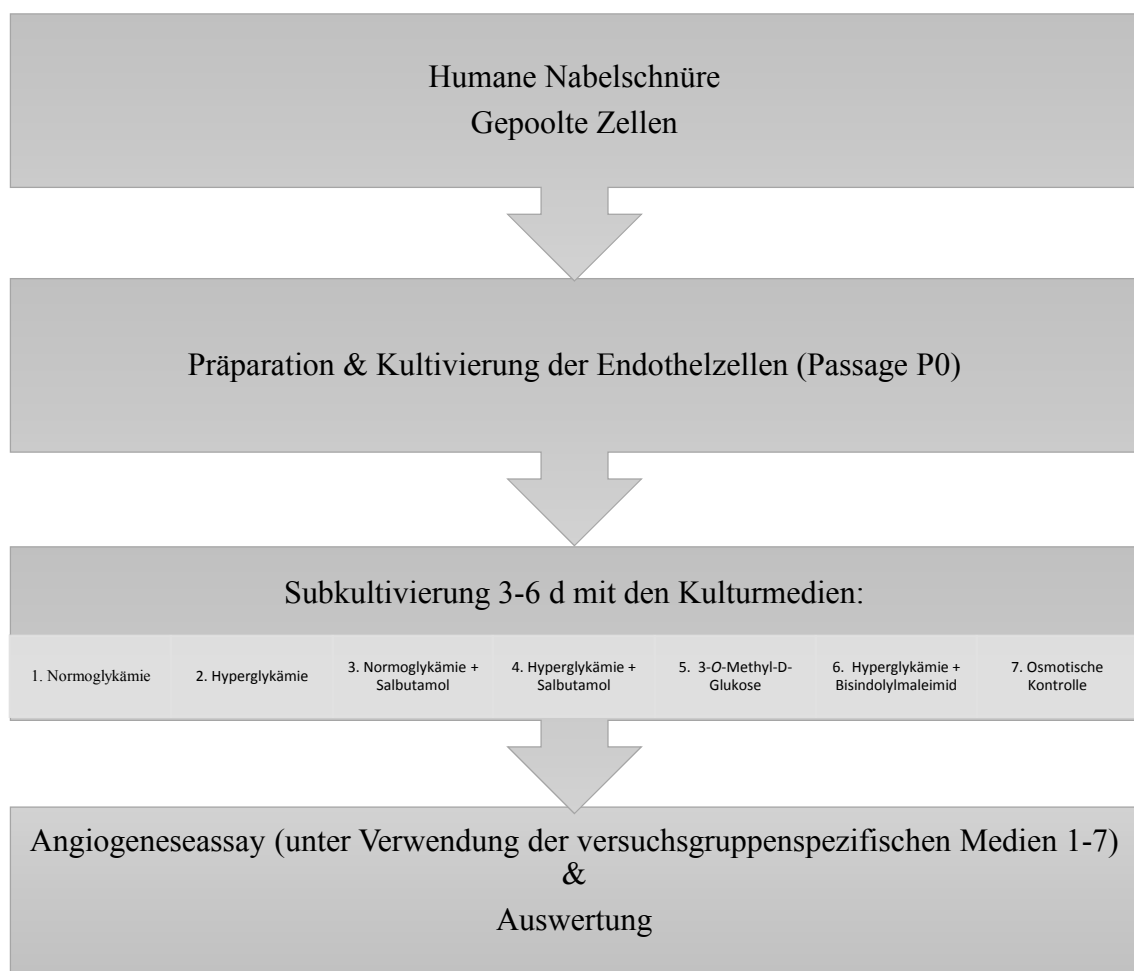 Humane Nabelschnüre
Gepoolte Zellen
Präparation & Kultivierung der Endothelzellen (Passage P0)
Subkultivierung 3-6 d mit den Kulturmedien:
1. Normoglykämie
2. Hyperglykämie
3. Normoglykämie +
Salbutamol
4. Hyperglykämie +
Salbutamol
5. 3-O-Methyl-D-
Glukose
6. Hyperglykämie +
Bisindolylmaleimid
7. Osmotische
Kontrolle
Angiogeneseassay (unter Verwendung der versuchsgruppenspezifischen Medien 1-7)
&
Auswertung